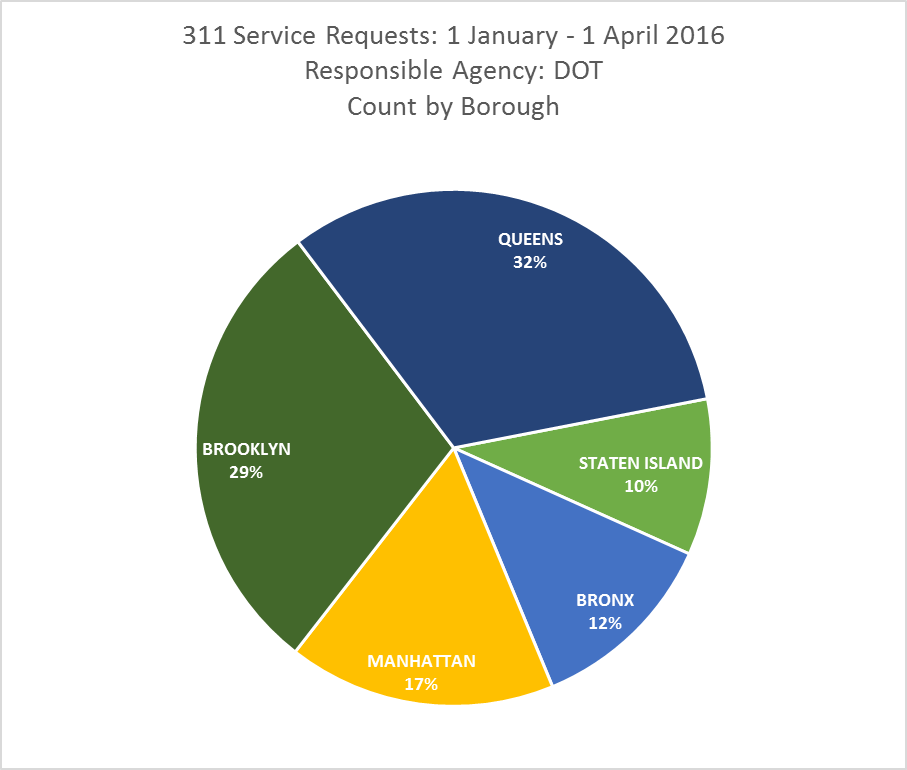 311 Service Requests: 1 January - 1 April 2016
Responsible Agency: DOT
Count by Borough
QUEENS
32%
BROOKLYN
29%
STATEN ISLAND
10%
BRONX
12%
MANHATTAN
17%